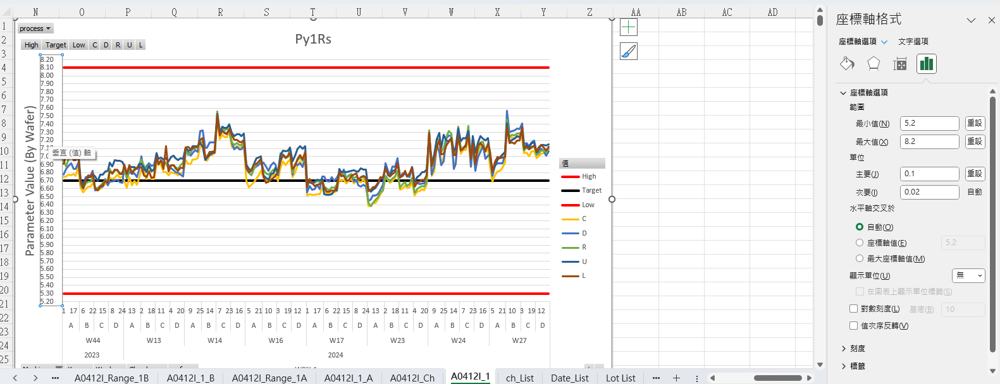 N O P Q R S T U V W X Y Z AA AB AC AD
1
2
3
4
5
6
7
8
9
10
11
12
13
14
15
16
17
18
19
20
21
22
23
24
25
process
Py1Rs
High Target Low C D R U L
Parameter Value (By Wafer)
8.20
8.10
8.00
7.90
7.80
7.70
7.60
7.50
7.40
7.30
7.20
7.10
7.0
垂直 (值) 軸
6.90
6.80
6.70
6.60
6.50
6.40
6.30
6.20
6.10
6.00
5.90
5.80
5.70
5.60
5.50
5.40
5.30
5.20
1 17 6 22 15 8 24 13 2 18 11 4 20 9 25 14 7 23 16 5 21 10 3 19 12 1 17 6 22 15 8 24 13 2 18 11 4 20 9 25 14 7 23 16 5 21 10 3 19 12
A B C D A B C D A B C D A B C D A B C D A B C D A B C D A B C D
W44 W13 W14 W16 W17 W23 W24 W27
2023 2024
值
High
Target
Low
C
D
R
U
L
A0412I_Range_1B A0412I_1_B A0412I_Range_1A A0412I_1_A A0412I_Ch A0412I_1 ch_List Date_List Lot List
座標軸格式
座標軸選項 文字選項
座標軸選項
範圍
最小值(N) 5.2 重設
最大值(X) 8.2 重設
單位
主要(J) 0.1 重設
次要(I) 0.02 自動
水平軸交叉於
自動(O)
座標軸值(E) 5.2
最大座標軸值(M)
顯示單位(U) 無
在圖表上顯示單位標籤(S)
對數刻度(L) 基底(B) 10
值次序反轉(V)
刻度
標籤